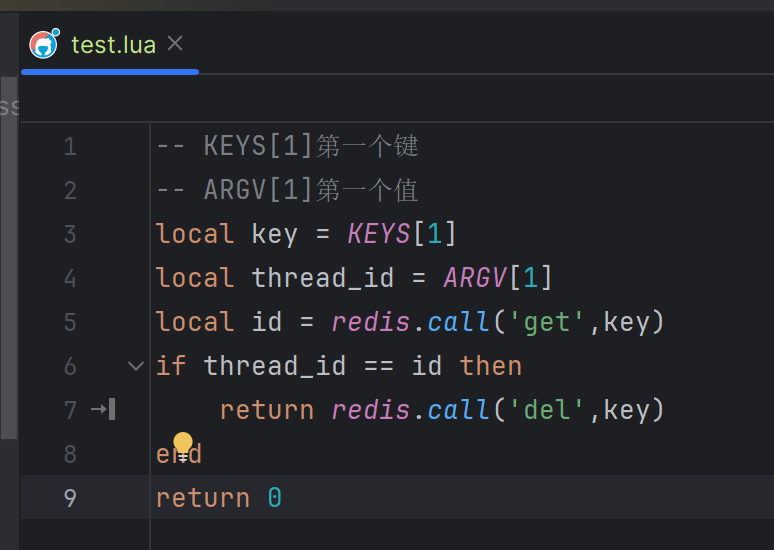 test.lua
ss
1 -- KEYS[1]第一个键
2 -- ARGV[1]第一个值
3 local key = KEYS[1]
4 local thread_id = ARGV[1]
5 local id = redis.call('get',key)
6 if thread_id == id then
7 return redis.call('del',key)
8 end
9 return 0